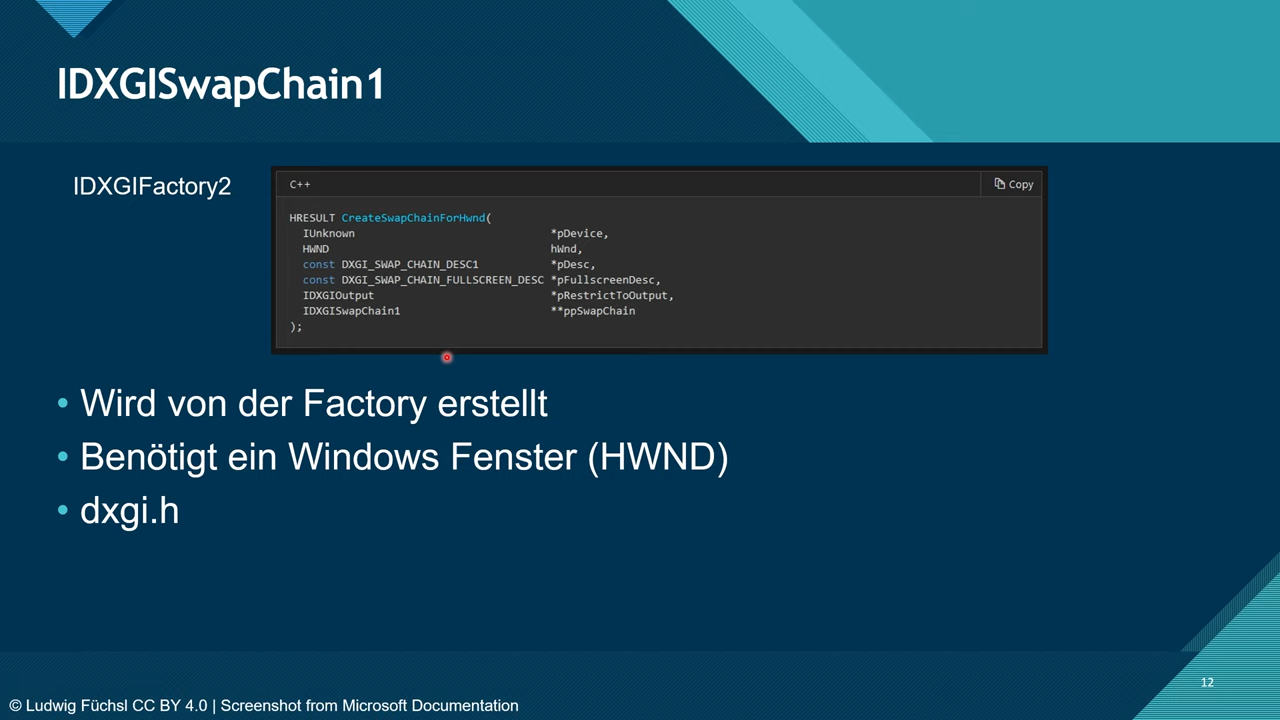 IDXGISwapChain1
IDXGIFactory2
C++
Copy
HRESULT CreateSwapChainForHwnd(
IUnknown *pDevice,
HWND hWnd,
const DXGI_SWAP_CHAIN_DESC1 *pDesc,
const DXGI_SWAP_CHAIN_FULLSCREEN_DESC *pFullscreenDesc,
IDXGIOutput *pRestrictToOutput,
IDXGISwapChain1 **ppSwapChain
);
• Wird von der Factory erstellt
• Benötigt ein Windows Fenster (HWND)
• dxgi.h
12
© Ludwig Füchsl CC BY 4.0 | Screenshot from Microsoft Documentation